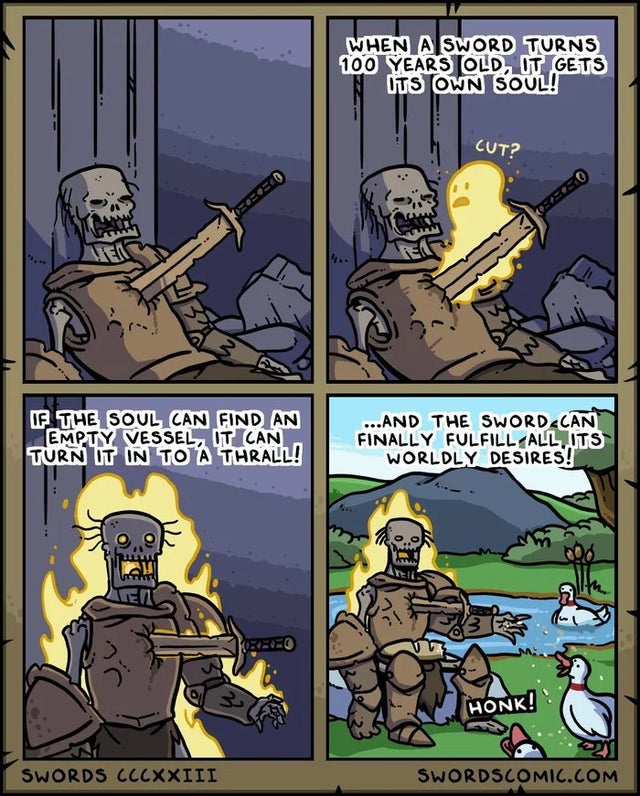 WHEN A SWORD TURNS
100 YEARS OLD, IT GETS
ITS OWN SOUL!
CUT?
IF THE SOUL CAN FIND AN
EMPTY VESSEL, IT CAN
TURN IT IN TO A THRALL!
...AND THE SWORD CAN
FINALLY FULFILL ALL ITS
WORLDLY DESIRES!
HONK!
SWORDS CCCXXIII
SWORDSCOMIC.COM